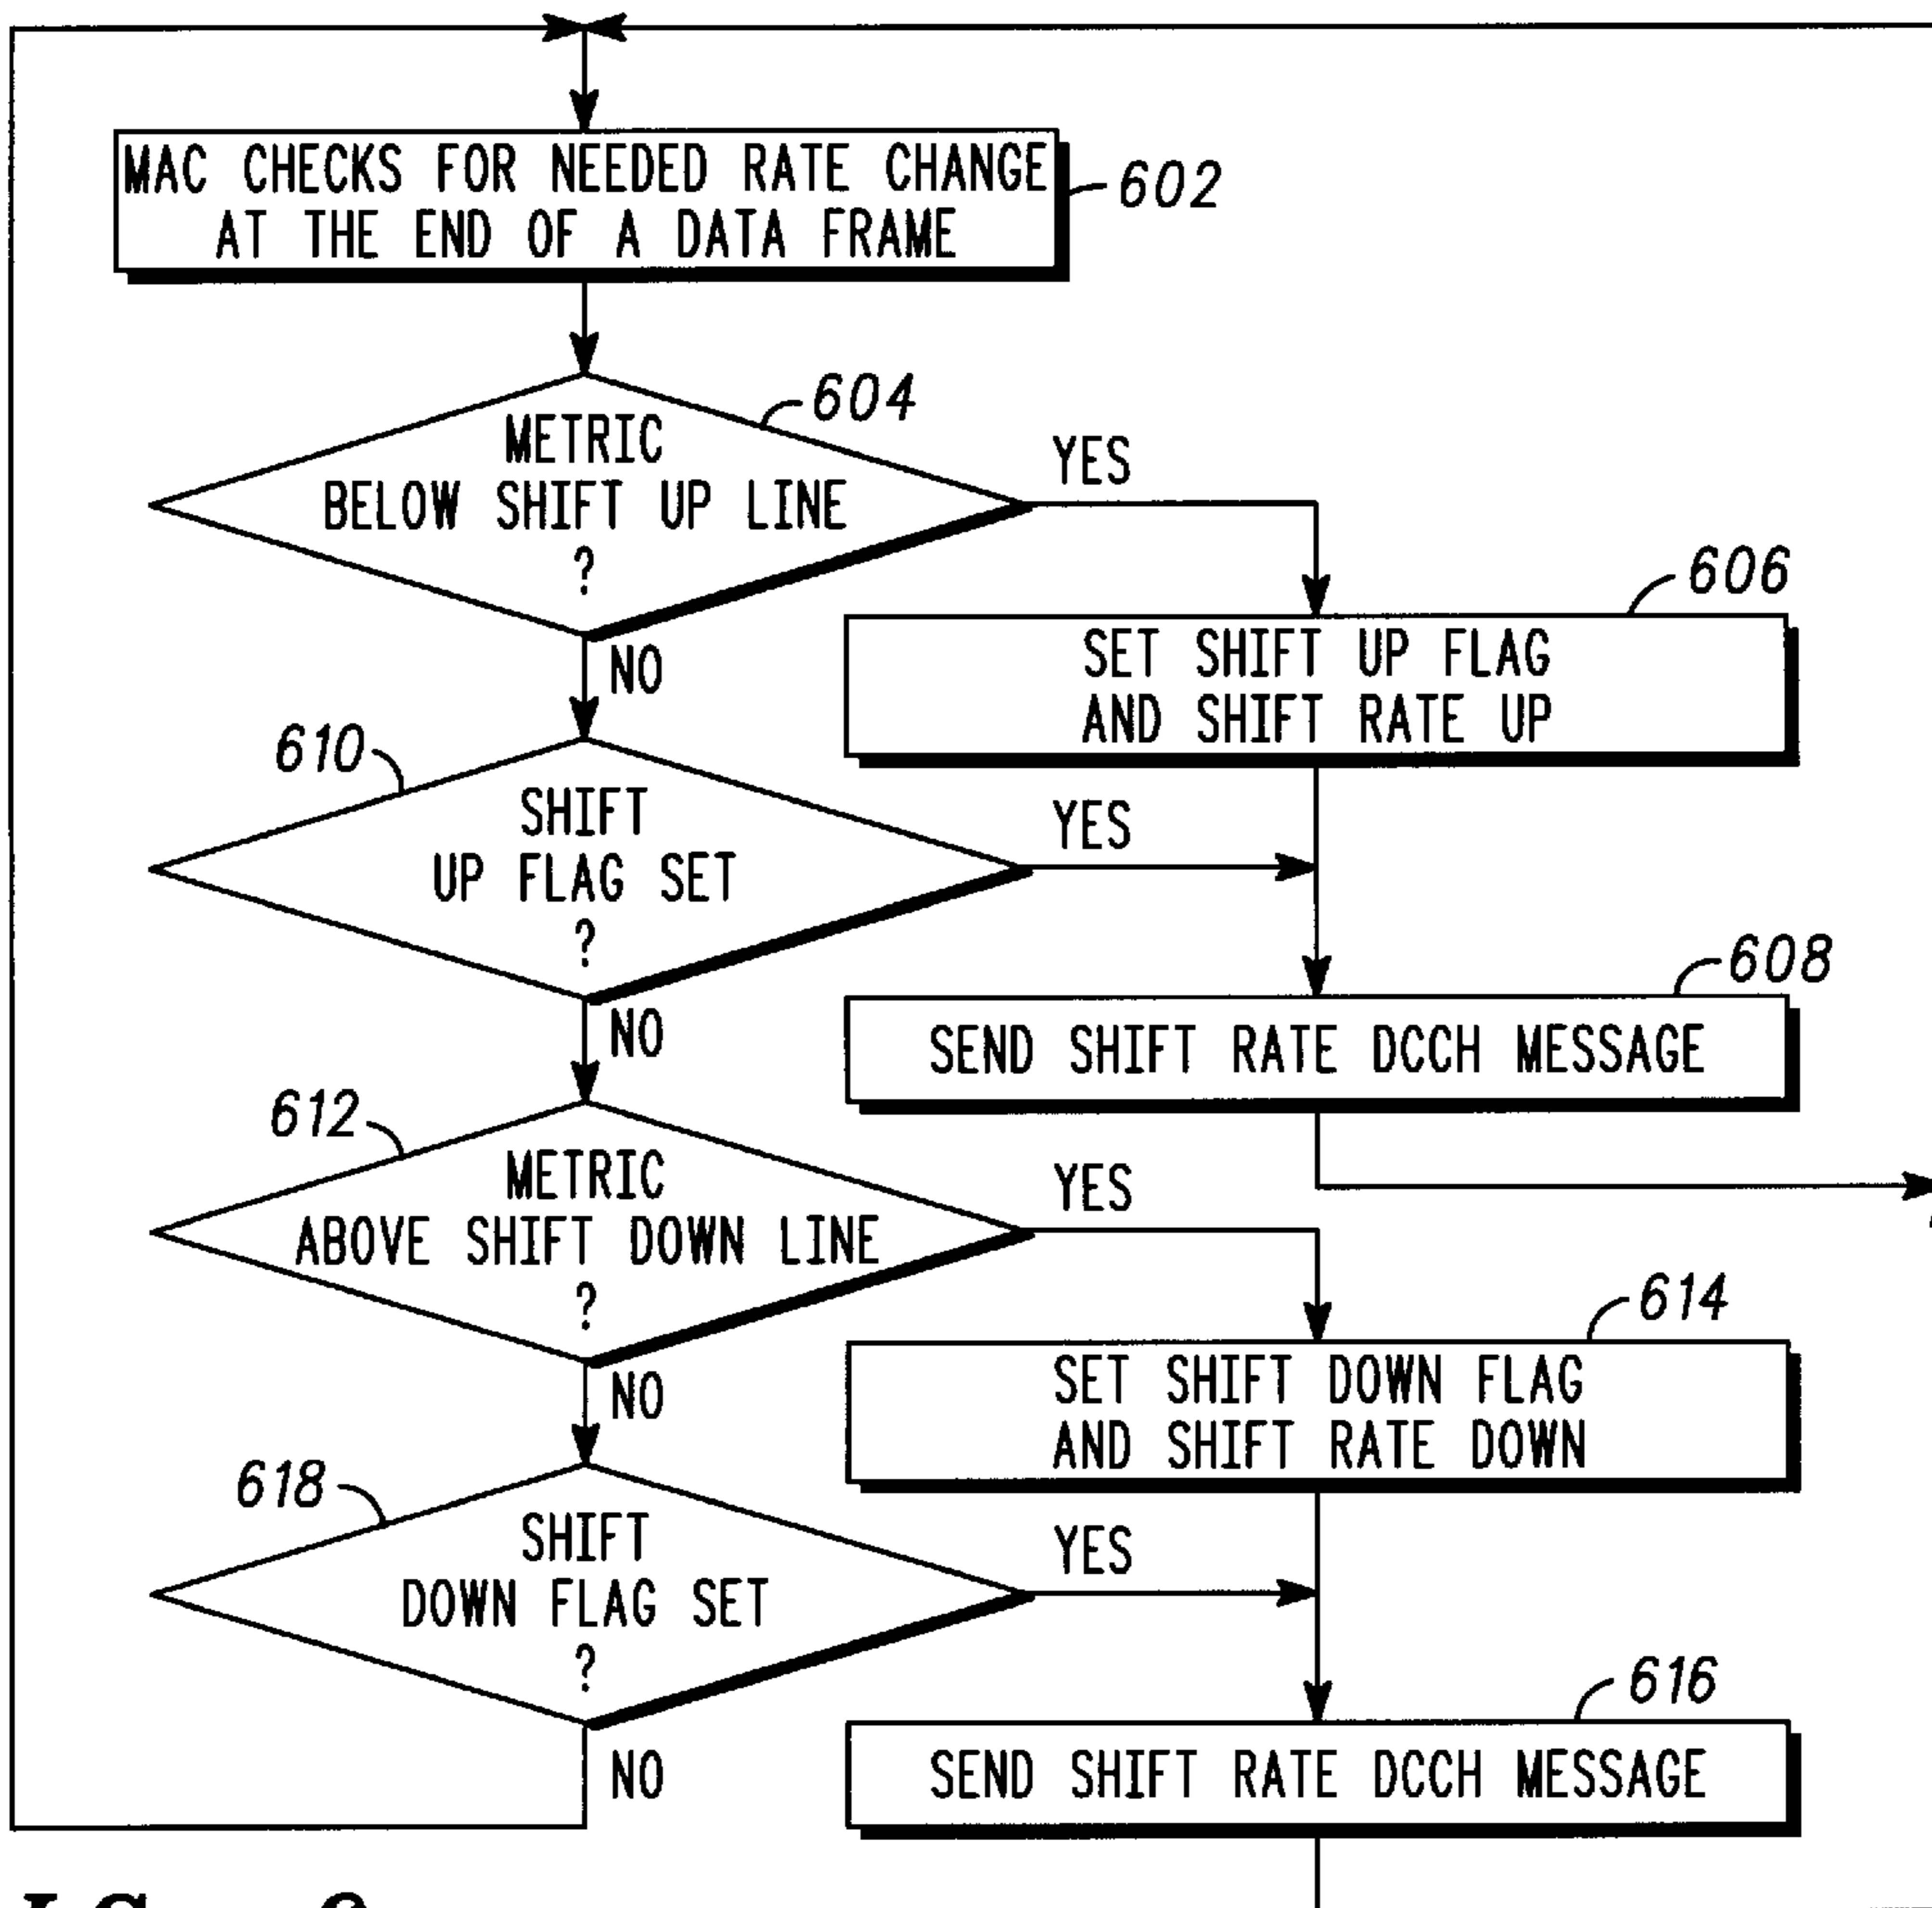 MAC CHECKS FOR NEEDED RATE CHANGE
AT THE END OF A DATA FRAME
602
METRIC
BELOW SHIFT UP LINE
?
604
YES
NO
606
SET SHIFT UP FLAG
AND SHIFT RATE UP
610
SHIFT
UP FLAG SET
?
YES
NO
608
SEND SHIFT RATE DCCH MESSAGE
612
METRIC
ABOVE SHIFT DOWN LINE
?
YES
NO
614
SET SHIFT DOWN FLAG
AND SHIFT RATE DOWN
618
SHIFT
DOWN FLAG SET
?
YES
NO
616
SEND SHIFT RATE DCCH MESSAGE